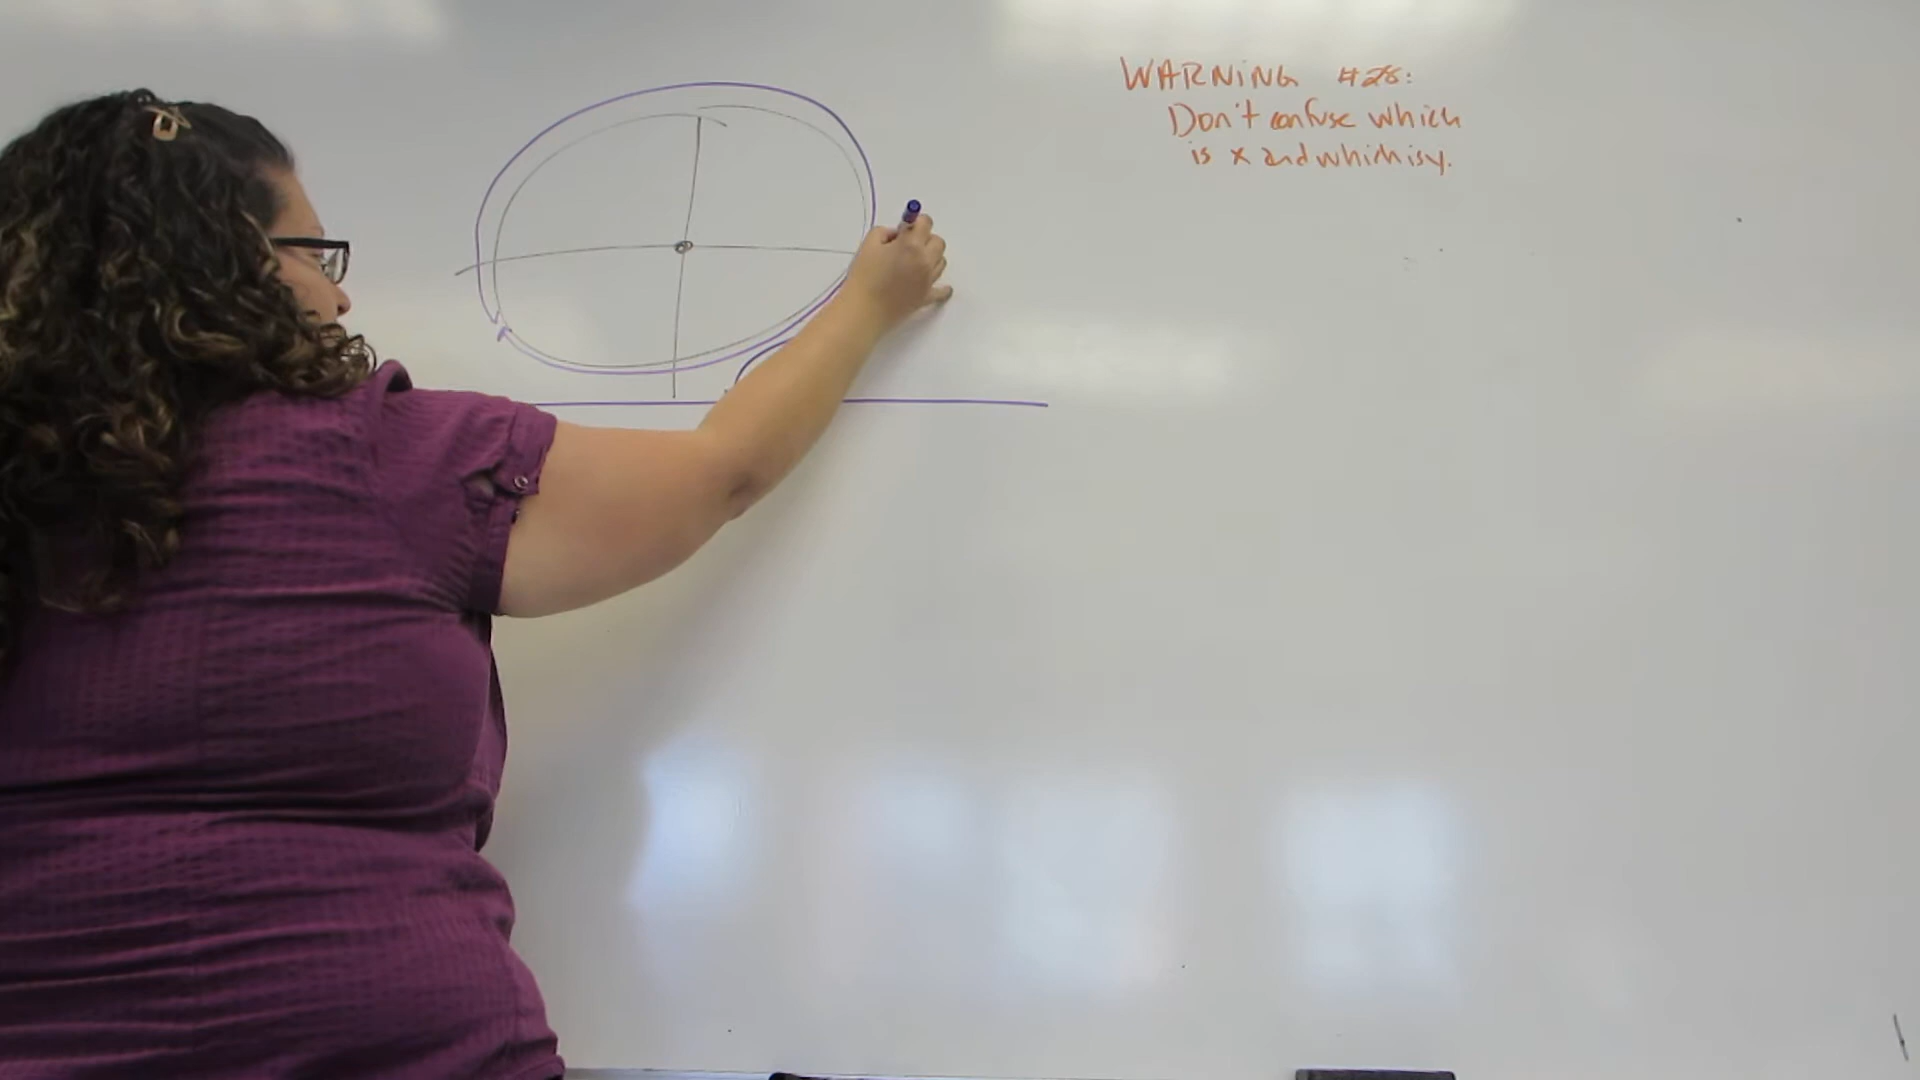 WARNING #28:
Don't confuse which
is x and which is y.